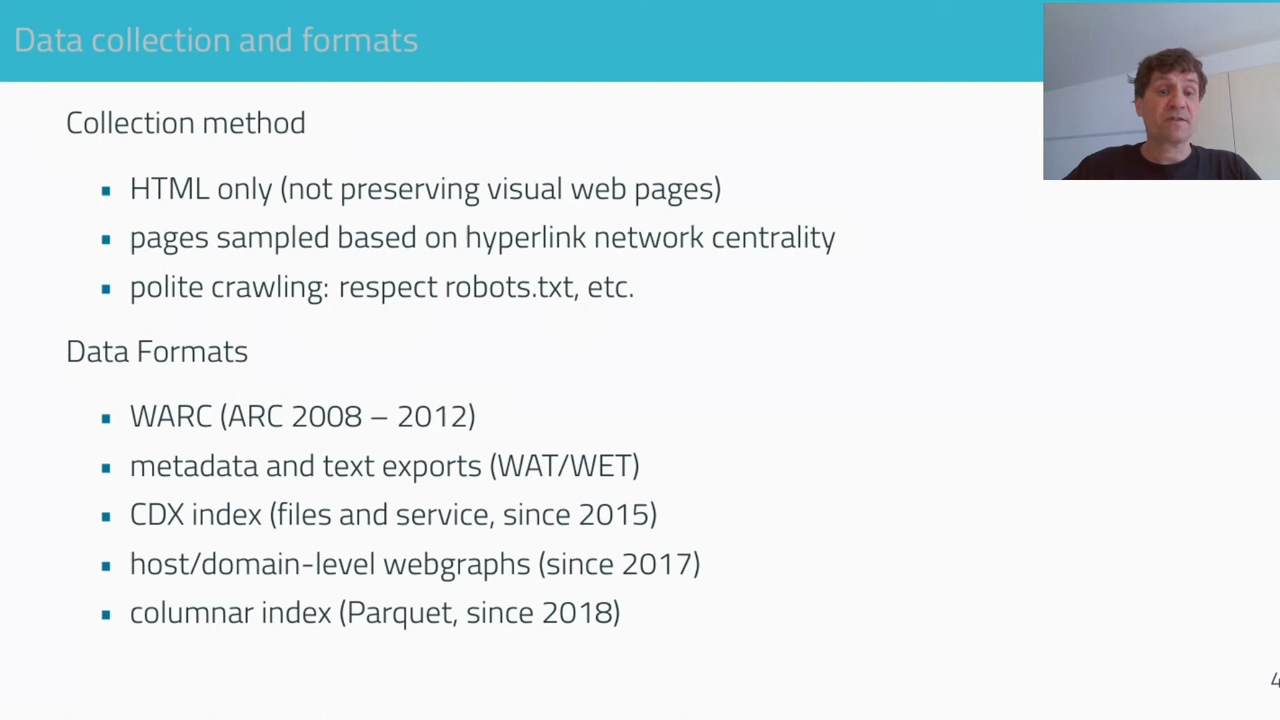 Data collection and formats
Collection method
HTML only (not preserving visual web pages)
pages sampled based on hyperlink network centrality
polite crawling: respect robots.txt, etc.
Data Formats
WARC (ARC 2008 – 2012)
metadata and text exports (WAT/WET)
CDX index (files and service, since 2015)
host/domain-level webgraphs (since 2017)
columnar index (Parquet, since 2018)
4